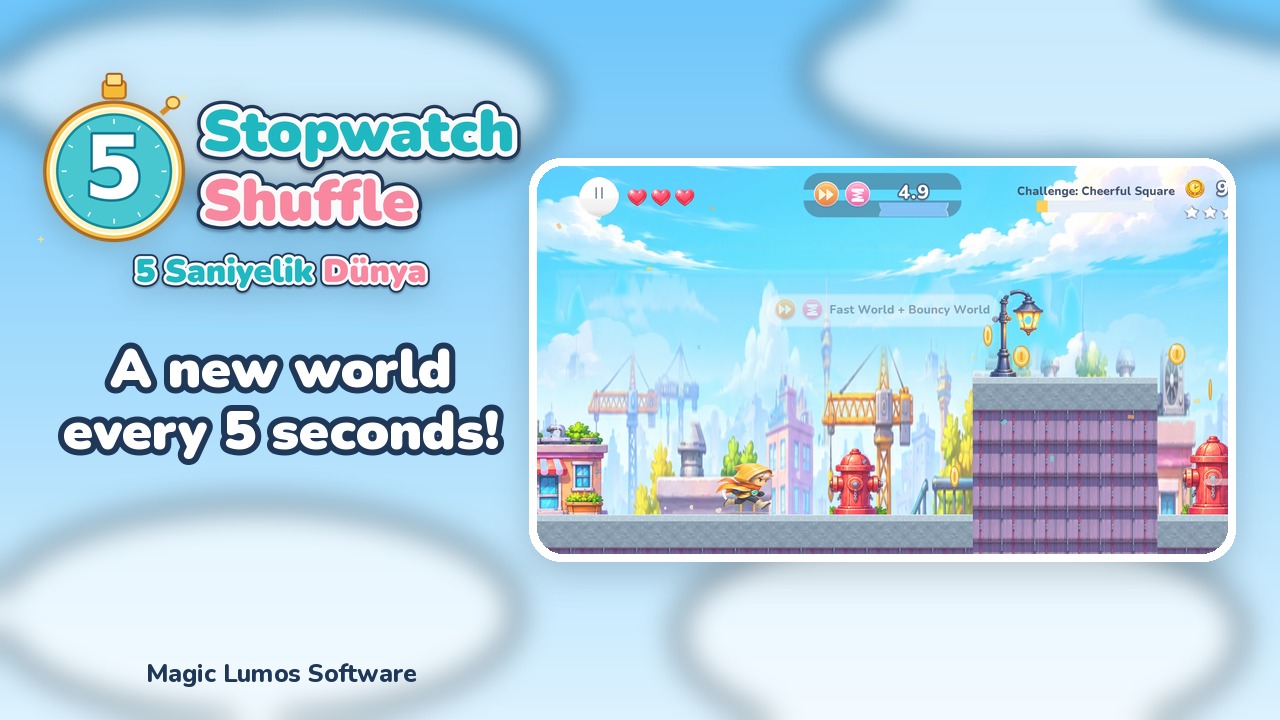 5
Stopwatch
Shuffle
5 Saniyelik Dünya
A new world
every 5 seconds!
Magic Lumos Software
4.9
Challenge: Cheerful Square
9
Fast World + Bouncy World